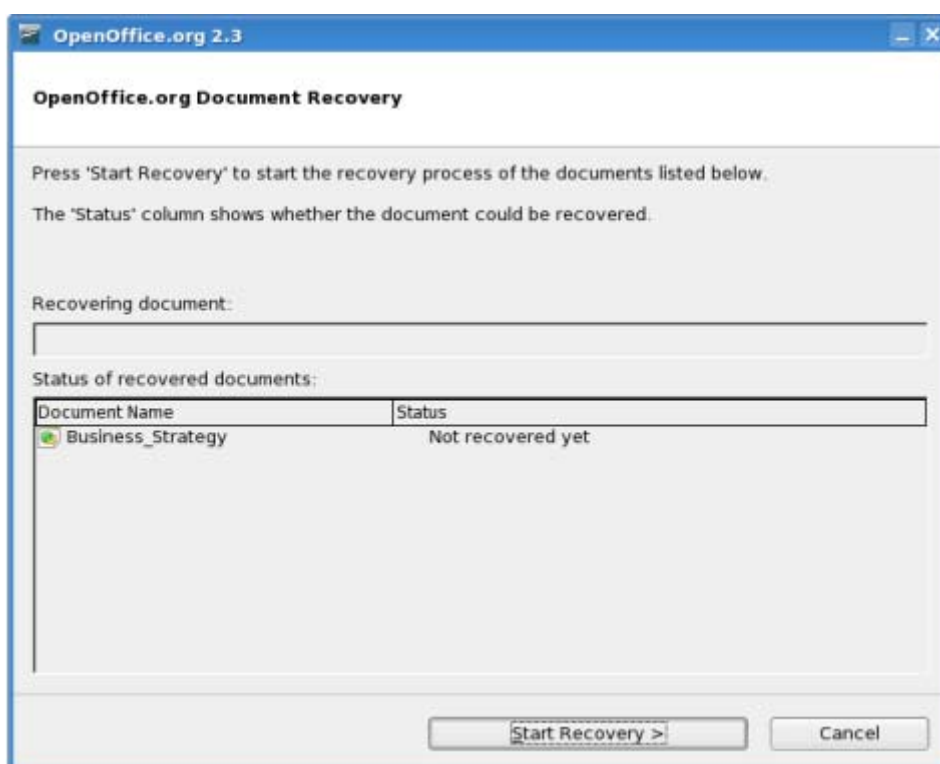 OpenOffice.org 2.3
OpenOffice.org Document Recovery
Press 'Start Recovery' to start the recovery process of the documents listed below.
The 'Status' column shows whether the document could be recovered.
Recovering document:
Status of recovered documents:
Document Name Status
Business_Strategy Not recovered yet
Start Recovery > Cancel